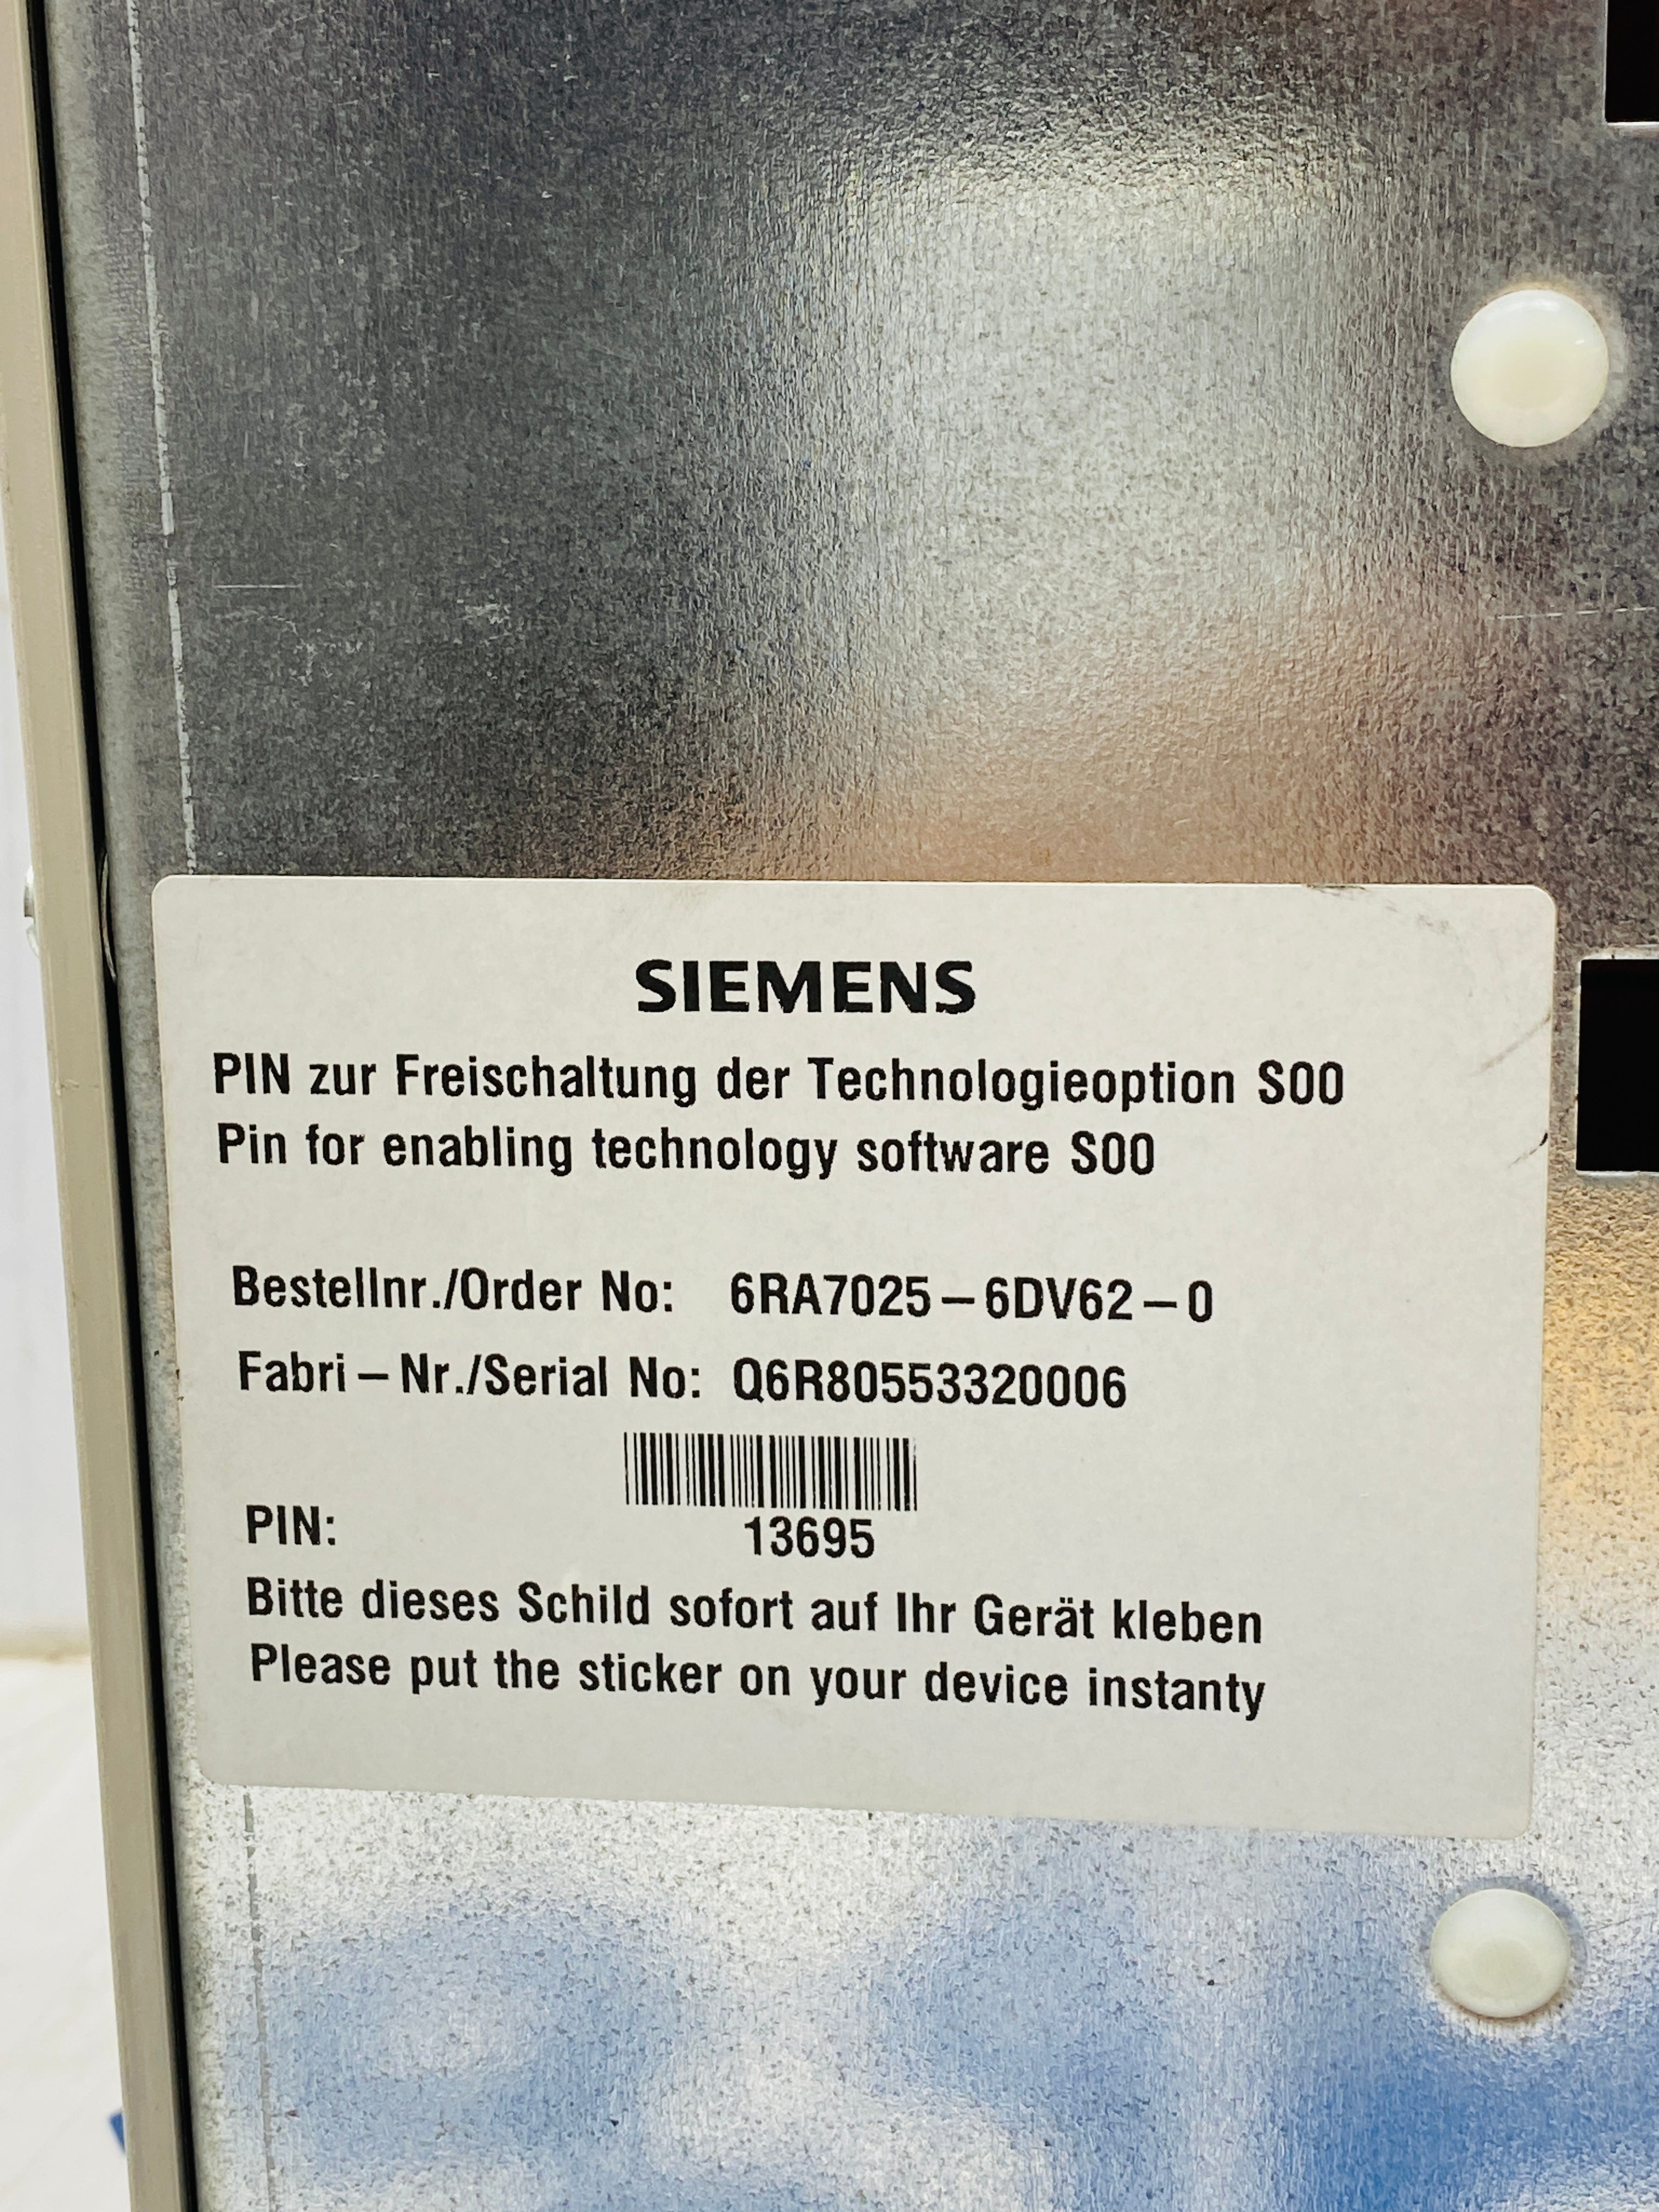 SIEMENS
PIN zur Freischaltung der Technologieoption S00
Pin for enabling technology software S00
Bestellnr./Order No: 6RA7025–6DV62–0
Fabri–Nr./Serial No: Q6R80553320006
PIN: 13695
Bitte dieses Schild sofort auf Ihr Gerät kleben
Please put the sticker on your device instanty